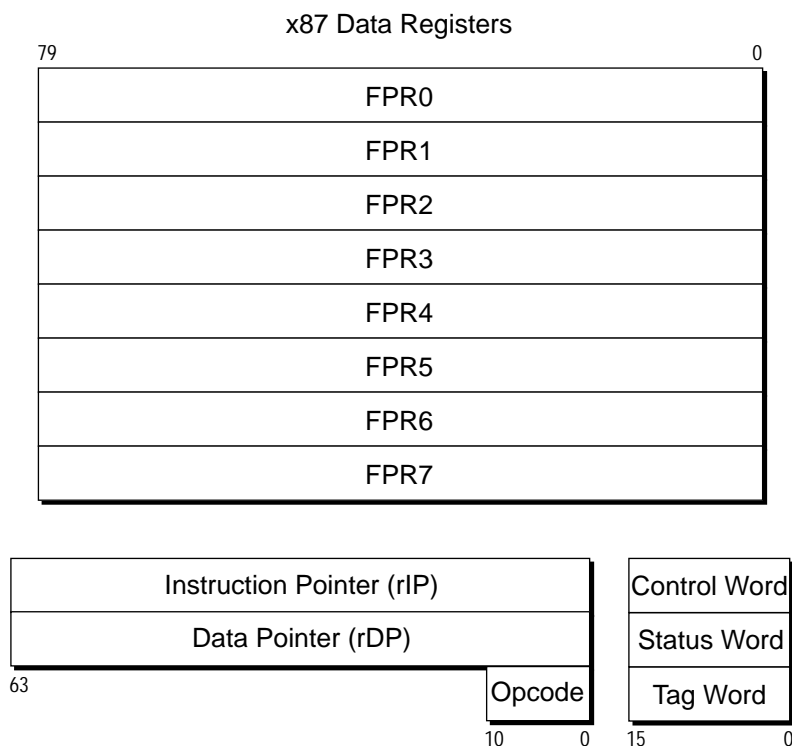 x87 Data Registers
79 0
FPR0
FPR1
FPR2
FPR3
FPR4
FPR5
FPR6
FPR7
Instruction Pointer (rIP) Control Word
Data Pointer (rDP) Status Word
63 Opcode Tag Word
10 0 15 0